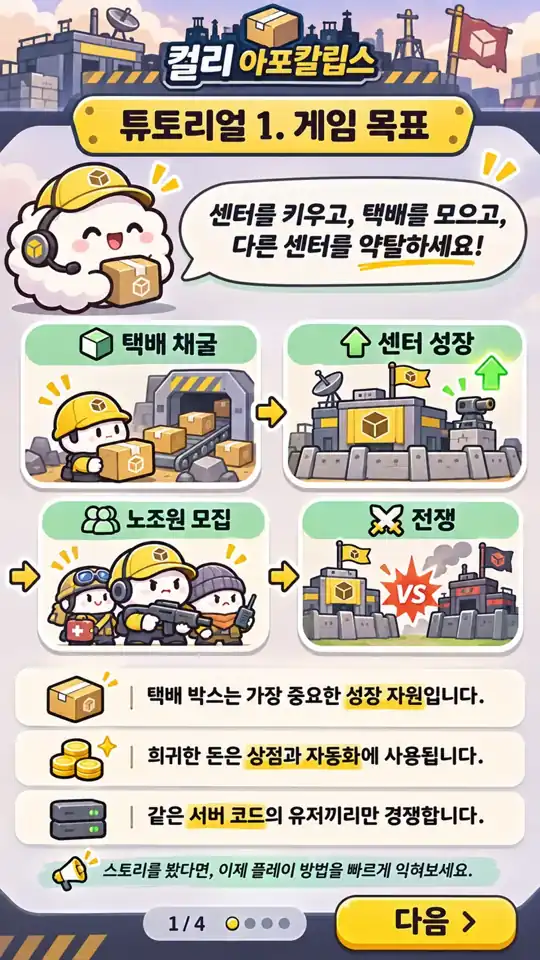 컬리 아포칼립스
튜토리얼 1. 게임 목표
센터를 키우고, 택배를 모으고,
다른 센터를 약탈하세요!
택배 채굴
센터 성장
노조원 모집
전쟁
VS
택배 박스는 가장 중요한 성장 자원입니다.
희귀한 돈은 상점과 자동화에 사용됩니다.
같은 서버 코드의 유저끼리만 경쟁합니다.
스토리를 봤다면, 이제 플레이 방법을 빠르게 익혀보세요.
1/4
다음 >